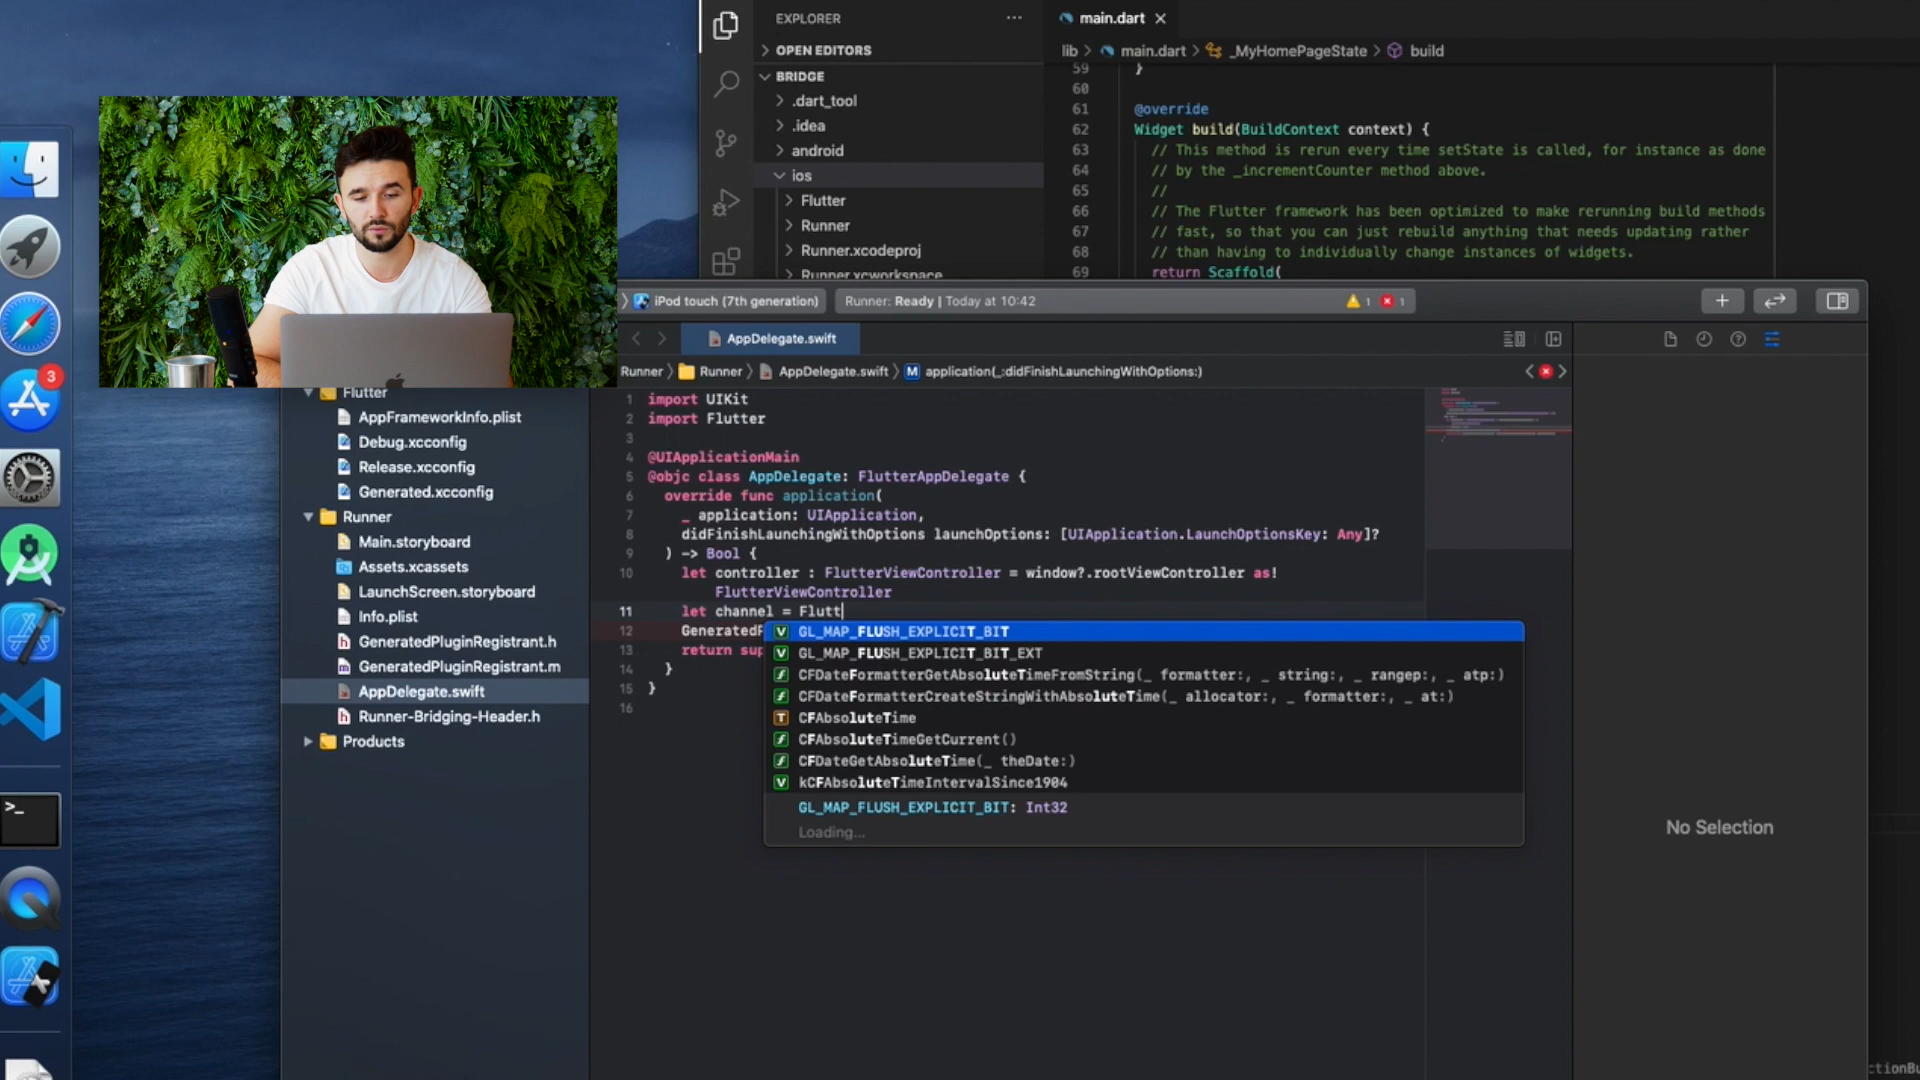 EXPLORER
OPEN EDITORS
BRIDGE
.dart_tool
.idea
android
ios
Flutter
Runner
Runner.xcodeproj
Runner.xcworkspace
main.dart
lib > main.dart > _MyHomePageState > build
59 }
60
61 @override
62 Widget build(BuildContext context) {
63 // This method is rerun every time setState is called, for instance as done
64 // by the _incrementCounter method above.
65 //
66 // The Flutter framework has been optimized to make rerunning build methods
67 // fast, so that you can just rebuild anything that needs updating rather
68 // than having to individually change instances of widgets.
69 return Scaffold(
iPod touch (7th generation)
Runner: Ready | Today at 10:42
1
1
AppDelegate.swift
Runner > Runner > AppDelegate.swift > M application(_:didFinishLaunchingWithOptions:)
3
Flutter
AppFrameworkInfo.plist
Debug.xcconfig
Release.xcconfig
Generated.xcconfig
Runner
Main.storyboard
Assets.xcassets
LaunchScreen.storyboard
Info.plist
h GeneratedPluginRegistrant.h
m GeneratedPluginRegistrant.m
AppDelegate.swift
h Runner-Bridging-Header.h
Products
>_
1 import UIKit
2 import Flutter
3
4 @UIApplicationMain
5 @objc class AppDelegate: FlutterAppDelegate {
6 override func application(
7 _ application: UIApplication,
8 didFinishLaunchingWithOptions launchOptions: [UIApplication.LaunchOptionsKey: Any]?
9 ) -> Bool {
10 let controller : FlutterViewController = window?.rootViewController as!
FlutterViewController
11 let channel = Flutt
12 GeneratedP
13 return sup
14 }
15 }
16
V GL_MAP_FLUSH_EXPLICIT_BIT
V GL_MAP_FLUSH_EXPLICIT_BIT_EXT
f CFDateFormatterGetAbsoluteTimeFromString(_ formatter:, _ string:, _ rangep:, _ atp:)
f CFDateFormatterCreateStringWithAbsoluteTime(_ allocator:, _ formatter:, _ at:)
T CFAbsoluteTime
f CFAbsoluteTimeGetCurrent()
f CFDateGetAbsoluteTime(_ theDate:)
V kCFAbsoluteTimeIntervalSince1904
GL_MAP_FLUSH_EXPLICIT_BIT: Int32
Loading...
No Selection